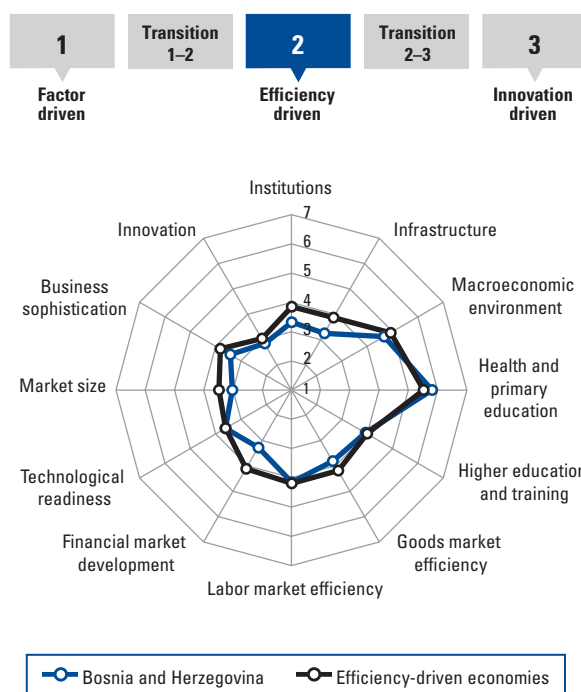 1
Transition
1–2
2
Transition
2–3
3
Factor
driven
Efficiency
driven
Innovation
driven
Institutions
Innovation
Infrastructure
Business
sophistication
Macroeconomic
environment
Market size
Health and
primary
education
Technological
readiness
Higher education
and training
Financial market
development
Goods market
efficiency
Labor market efficiency
7
6
5
4
3
2
1
Bosnia and Herzegovina
Efficiency-driven economies